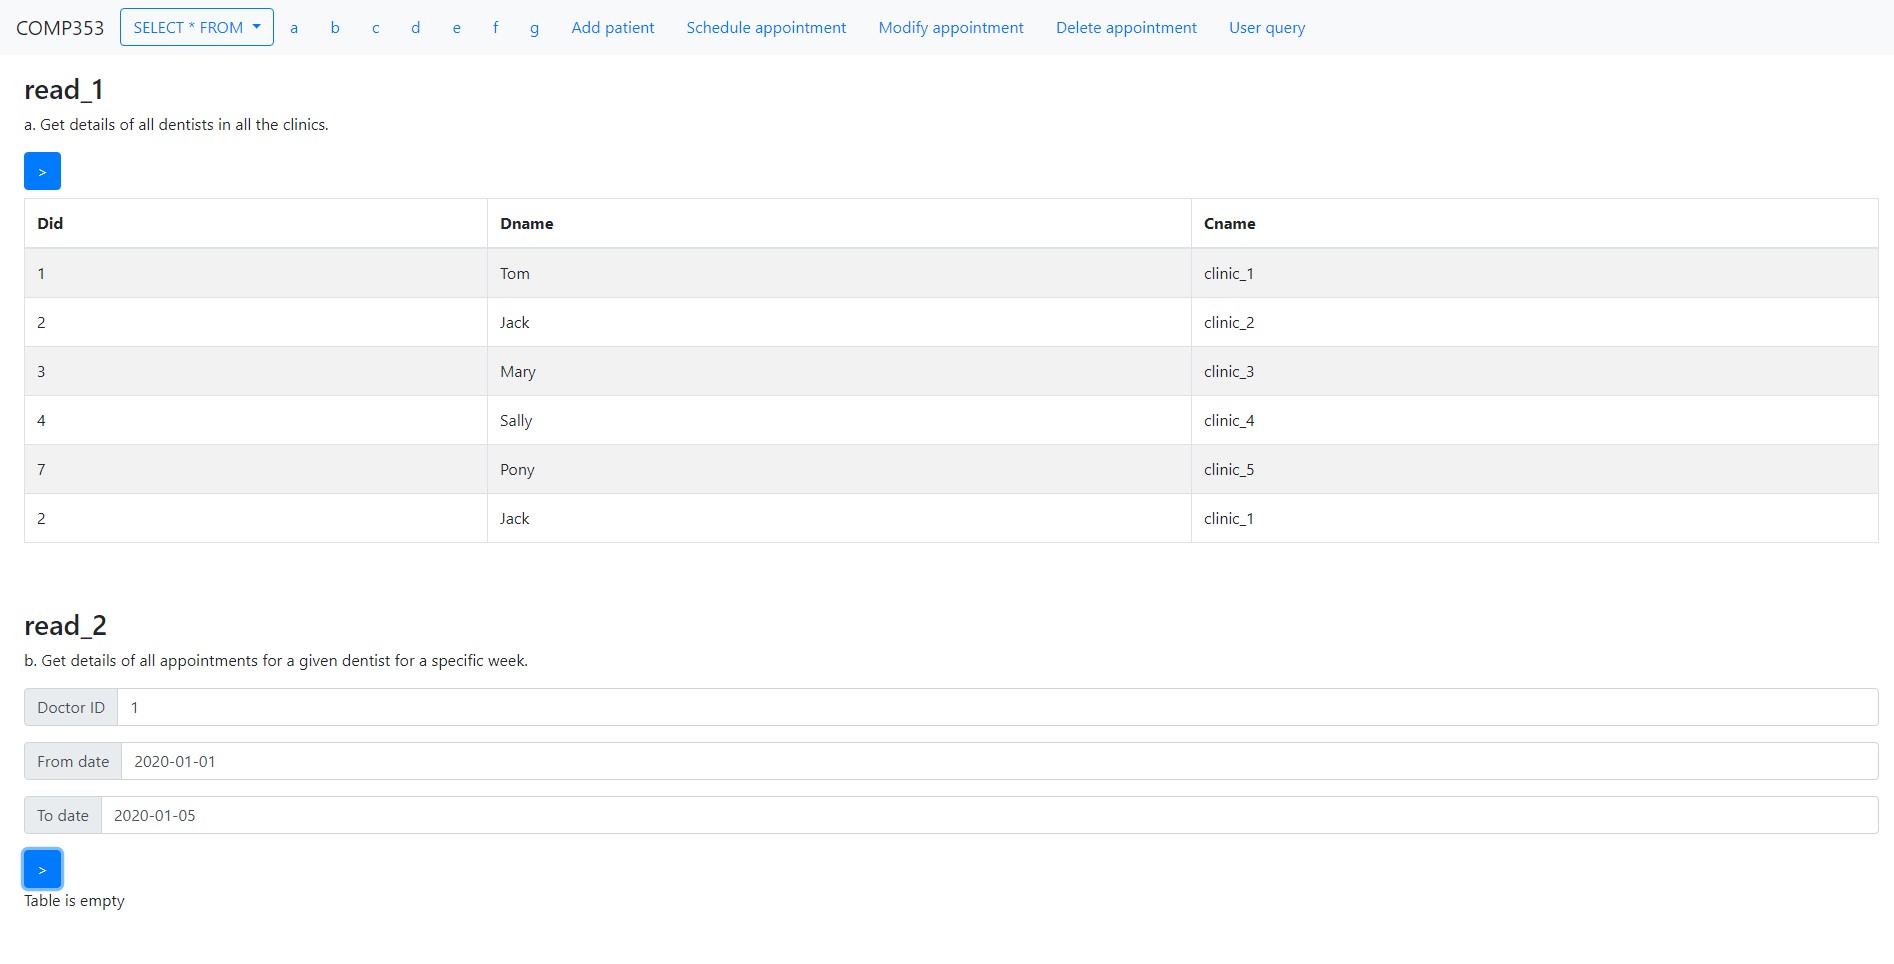 COMP353 SELECT * FROM a b c d e f g Add patient Schedule appointment Modify appointment Delete appointment User query
read_1
a. Get details of all dentists in all the clinics.
>
Did Dname Cname
1 Tom clinic_1
2 Jack clinic_2
3 Mary clinic_3
4 Sally clinic_4
7 Pony clinic_5
2 Jack clinic_1
read_2
b. Get details of all appointments for a given dentist for a specific week.
Doctor ID 1
From date 2020-01-01
To date 2020-01-05
>
Table is empty